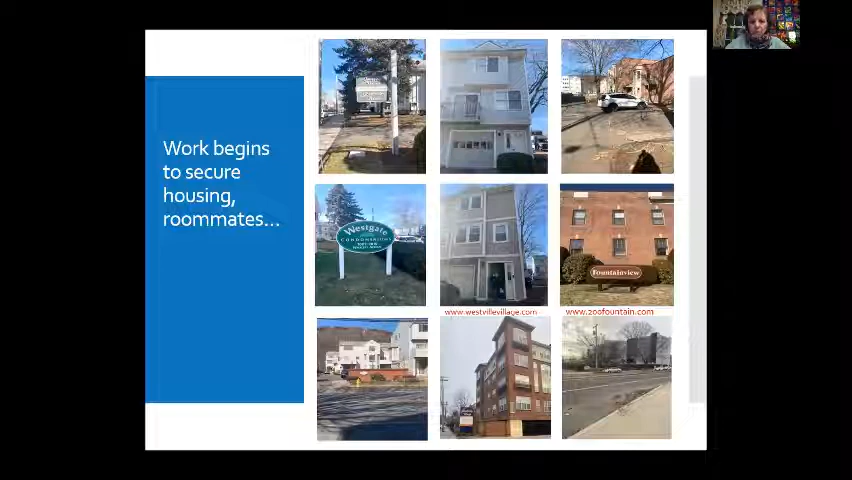 Work begins
to secure
housing,
roommates...
Westgate
CONDOMINIUMS
Fountainview
www.westvillevillage.com
www.200fountain.com